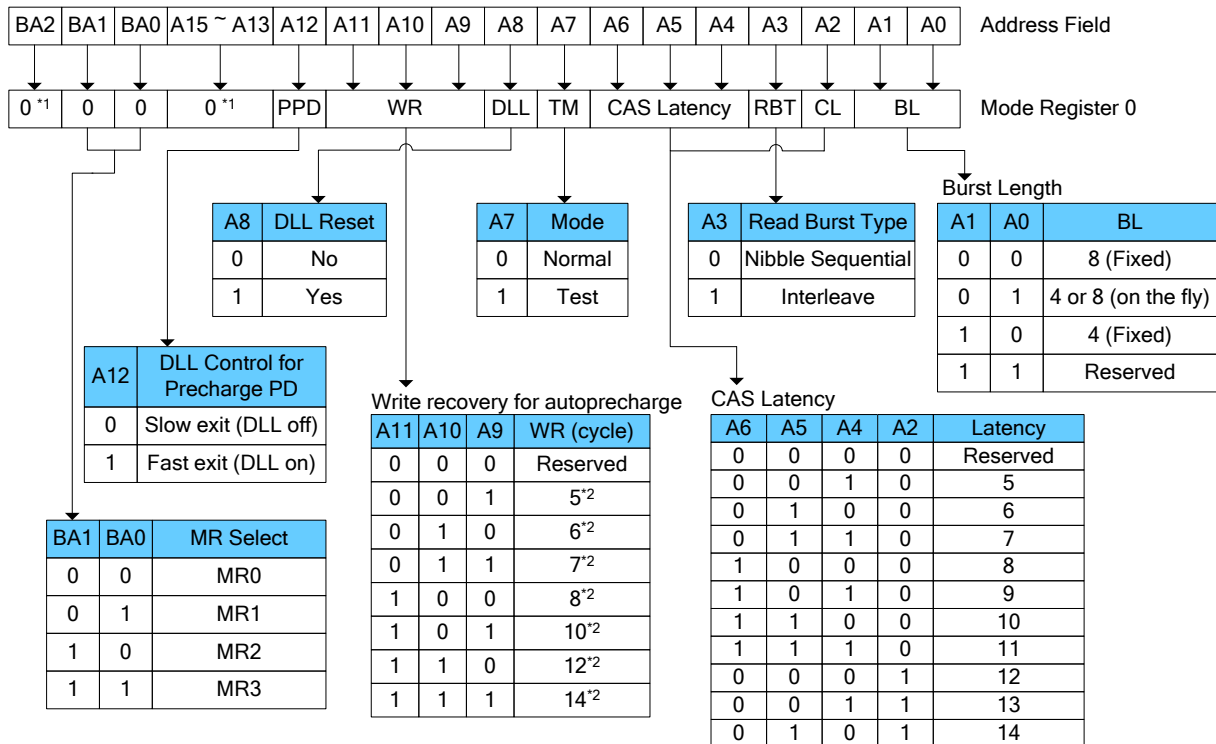 BA2 BA1 BA0 A15 ~ A13 A12 A11 A10 A9 A8 A7 A6 A5 A4 A3 A2 A1 A0 Address Field
0 *1 0 0 0 *1 PPD WR DLL TM CAS Latency RBT CL BL Mode Register 0
A8 DLL Reset
0 No
1 Yes
A7 Mode
0 Normal
1 Test
A3 Read Burst Type
0 Nibble Sequential
1 Interleave
Burst Length
A1 A0 BL
0 0 8 (Fixed)
0 1 4 or 8 (on the fly)
1 0 4 (Fixed)
1 1 Reserved
A12 DLL Control for
Precharge PD
0 Slow exit (DLL off)
1 Fast exit (DLL on)
Write recovery for autoprecharge
A11 A10 A9 WR (cycle)
0 0 0 Reserved
0 0 1 5*2
0 1 0 6*2
0 1 1 7*2
1 0 0 8*2
1 0 1 10*2
1 1 0 12*2
1 1 1 14*2
CAS Latency
A6 A5 A4 A2 Latency
0 0 0 0 Reserved
0 0 1 0 5
0 1 0 0 6
0 1 1 0 7
1 0 0 0 8
1 0 1 0 9
1 1 0 0 10
1 1 1 0 11
0 0 0 1 12
0 0 1 1 13
0 1 0 1 14
BA1 BA0 MR Select
0 0 MR0
0 1 MR1
1 0 MR2
1 1 MR3